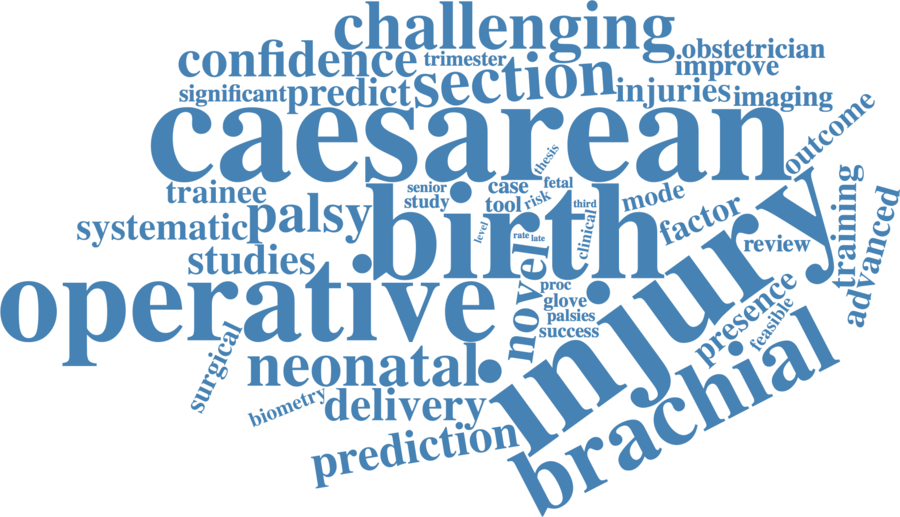 challenging
confidence
trimester
obstetrician
improve
significant
predict
section
injuries
imaging
caesarean
outcome
thesis
trainee
senior
study
case
fetal
tool
risk
third
mode
systematic
palsy
birth
level
rate
late
clinical
factor
review
training
advanced
studies
operative
novel
proc
glove
palsies
success
injury
presence
feasible
surgical
neonatal
biometry
delivery
prediction
brachial